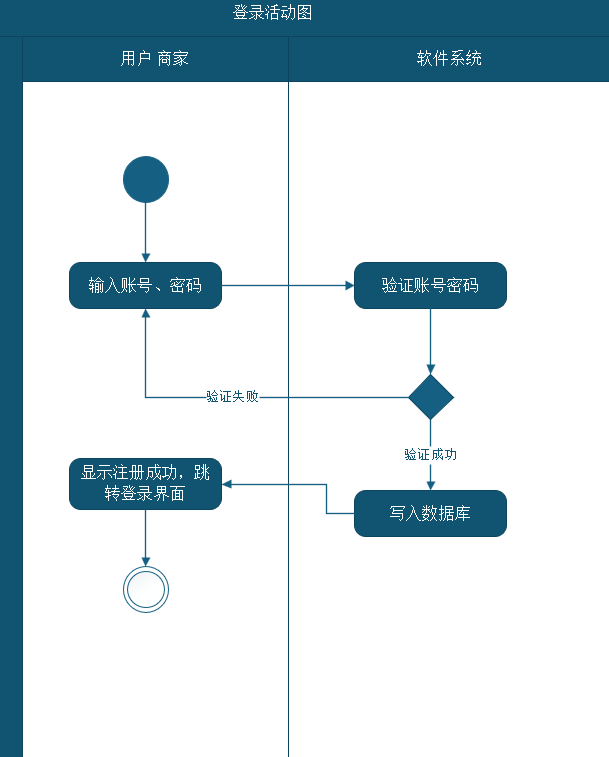 登录活动图
用户 商家
软件系统
输入账号、密码
验证账号密码
验证失败
验证成功
显示注册成功，跳
转登录界面
写入数据库